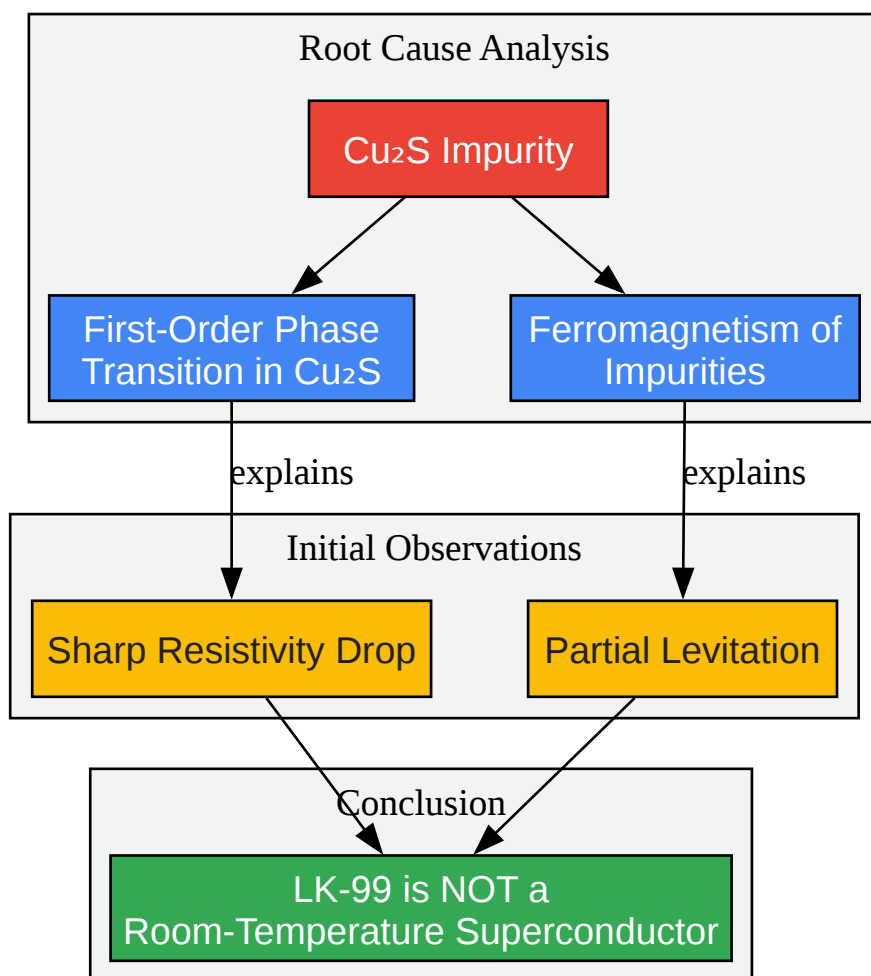 Root Cause Analysis
Cu₂S Impurity
First-Order Phase
Transition in Cu₂S
Ferromagnetism of
Impurities
explains
explains
Initial Observations
Sharp Resistivity Drop
Partial Levitation
Conclusion
LK-99 is NOT a
Room-Temperature Superconductor